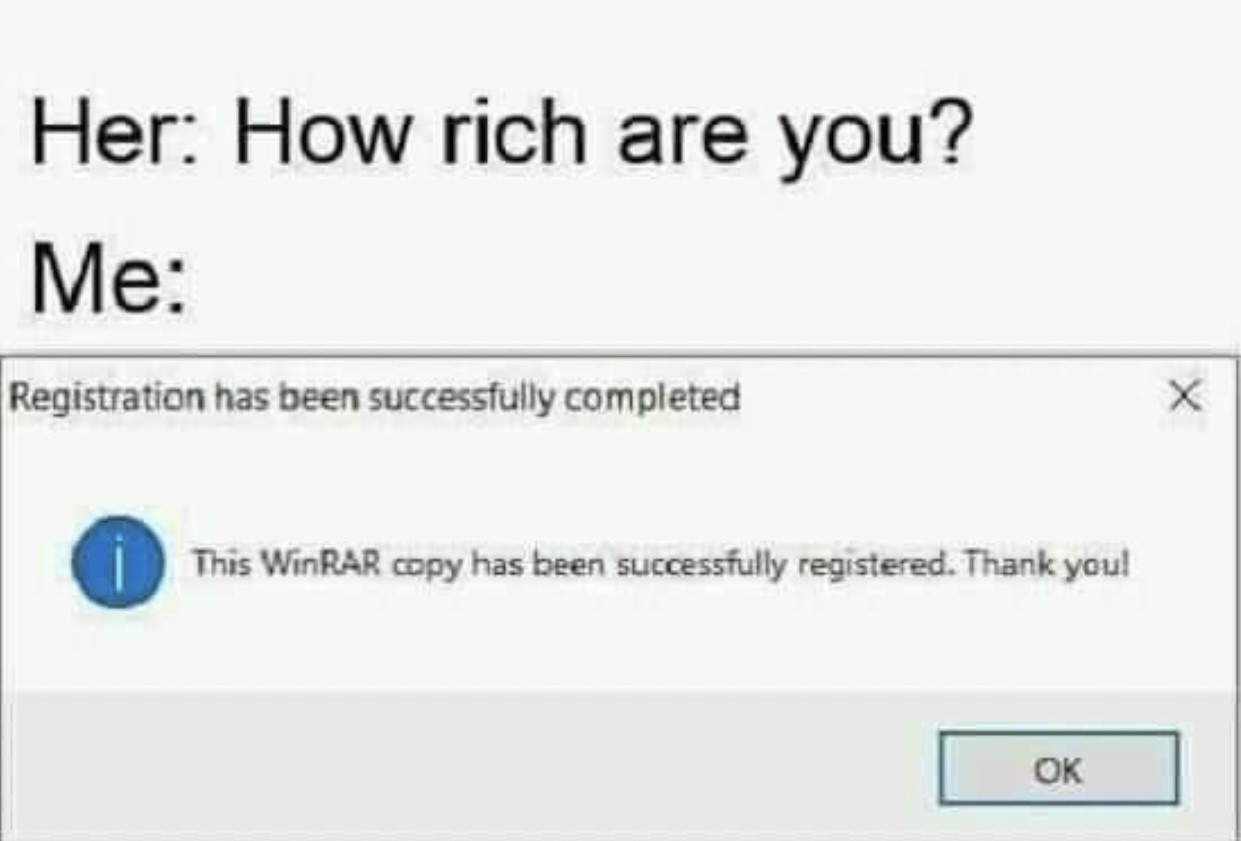 Her: How rich are you?
Me:
Registration has been successfully completed
This WinRAR copy has been successfully registered. Thank you!
OK